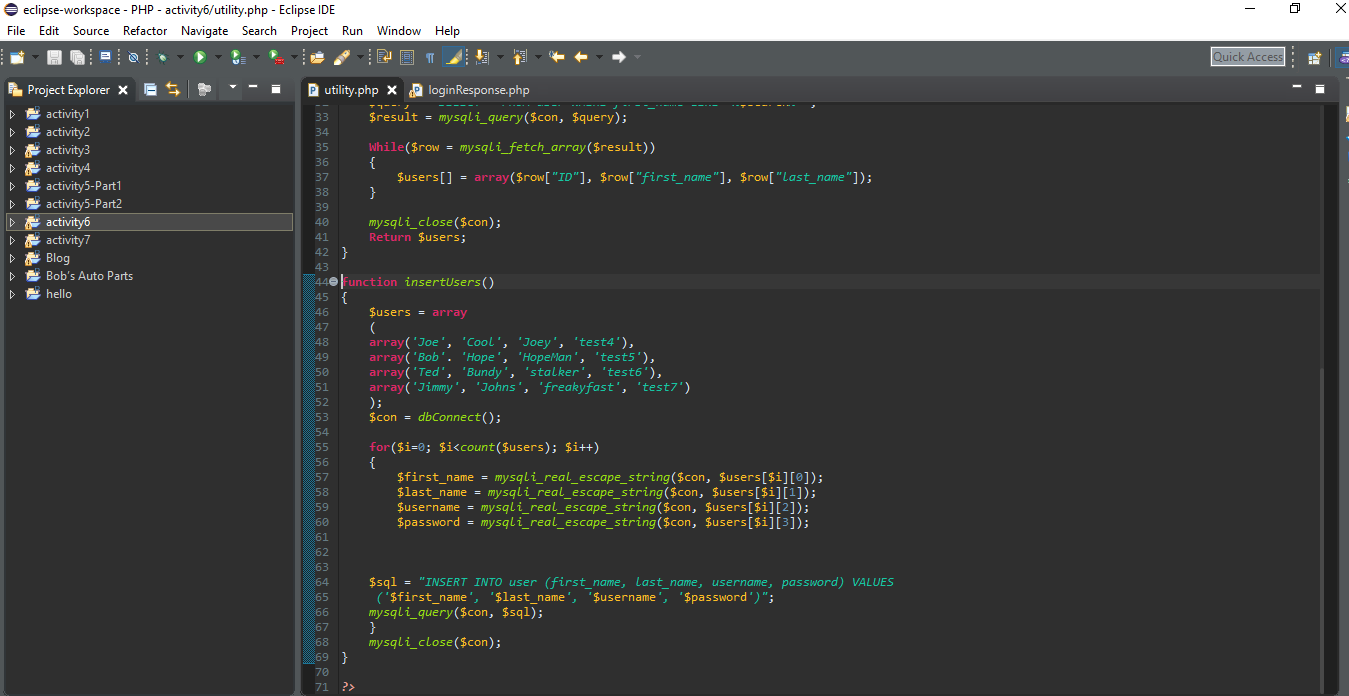 eclipse-workspace - PHP - activity6/utility.php - Eclipse IDE
File Edit Source Refactor Navigate Search Project Run Window Help
Quick Access
Project Explorer
activity1
activity2
activity3
activity4
activity5-Part1
activity5-Part2
activity6
activity7
Blog
Bob's Auto Parts
hello
utility.php loginResponse.php
33 $result = mysqli_query($con, $query);
34
35 While($row = mysqli_fetch_array($result))
36 {
37 $users[] = array($row["ID"], $row["first_name"], $row["last_name"]);
38 }
39
40 mysqli_close($con);
41 Return $users;
42 }
43
44 function insertUsers()
45 {
46 $users = array
47 (
48 array('Joe', 'Cool', 'Joey', 'test4'),
49 array('Bob'. 'Hope', 'HopeMan', 'test5'),
50 array('Ted', 'Bundy', 'stalker', 'test6'),
51 array('Jimmy', 'Johns', 'freakyfast', 'test7')
52 );
53 $con = dbConnect();
54
55 for($i=0; $i<count($users); $i++)
56 {
57 $first_name = mysqli_real_escape_string($con, $users[$i][0]);
58 $last_name = mysqli_real_escape_string($con, $users[$i][1]);
59 $username = mysqli_real_escape_string($con, $users[$i][2]);
60 $password = mysqli_real_escape_string($con, $users[$i][3]);
61
62
63
64 $sql = "INSERT INTO user (first_name, last_name, username, password) VALUES
65 ('$first_name', '$last_name', '$username', '$password')";
66 mysqli_query($con, $sql);
67 }
68 mysqli_close($con);
69 }
70
71 ?>